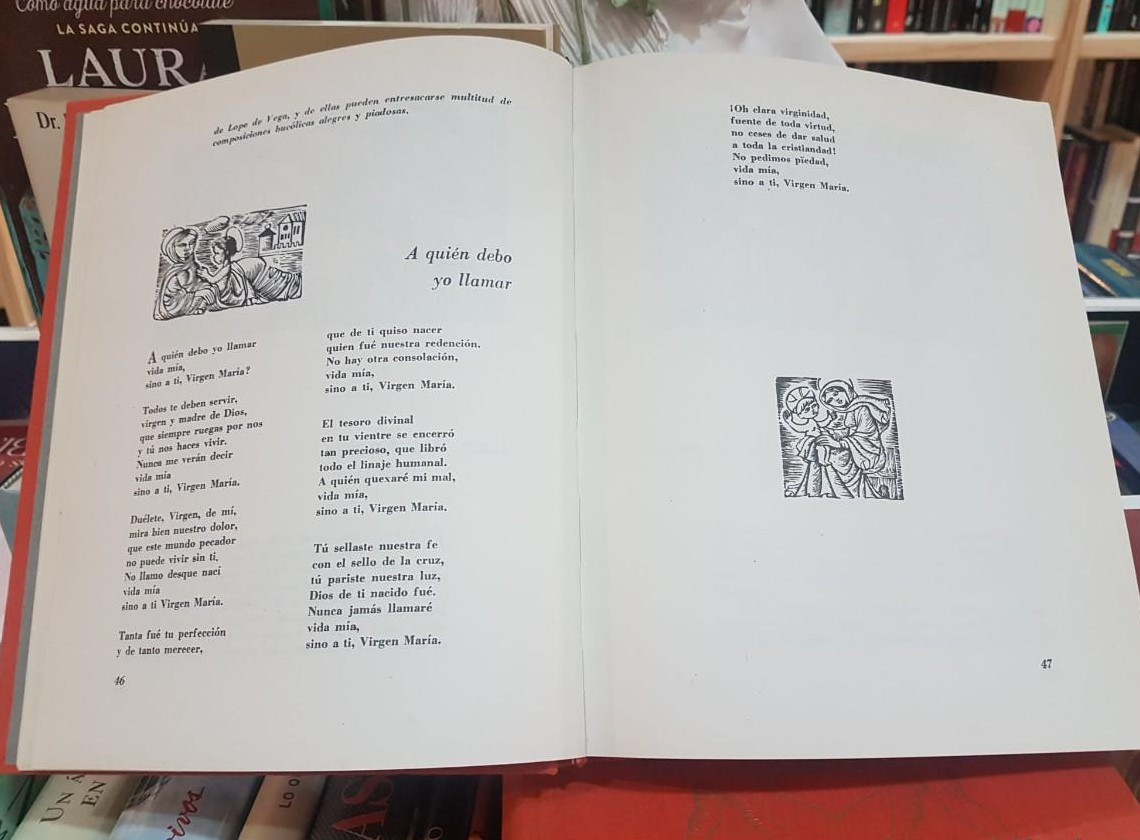 Como agua para chocolate
LA SAGA CONTINÚA
LAURA
Dr.
de Lope de Vega, y de ellas pueden entresacarse multitud de
composiciones bucólicas alegres y piadosas.
A quién debo
yo llamar
A quién debo yo llamar
vida mía,
sino a ti, Virgen María?
Todos te deben servir,
virgen y madre de Dios,
que siempre ruegas por nos
y tú nos haces vivir.
Nunca me verán decir
vida mía
sino a ti, Virgen María.
Duélete, Virgen, de mí,
mira bien nuestro dolor,
que este mundo pecador
no puede vivir sin ti.
No llamo desque nací
vida mía
sino a ti Virgen María.
Tanta fué tu perfección
y de tanto merecer,
que de ti quiso nacer
quien fué nuestra redención.
No hay otra consolación,
vida mía,
sino a ti, Virgen María.
El tesoro divinal
en tu vientre se encerró
tan precioso, que libró
todo el linaje humanal.
A quién quexaré mi mal,
vida mía,
sino a ti, Virgen María.
Tú sellaste nuestra fe
con el sello de la cruz,
tú pariste nuestra luz,
Dios de ti nacido fué.
Nunca jamás llamaré
vida mía,
sino a ti, Virgen María.
46
¡Oh clara virginidad,
fuente de toda virtud,
no ceses de dar salud
a toda la cristiandad!
No pedimos piedad,
vida mía,
sino a ti, Virgen María.
47
UN
EN
LO
AS